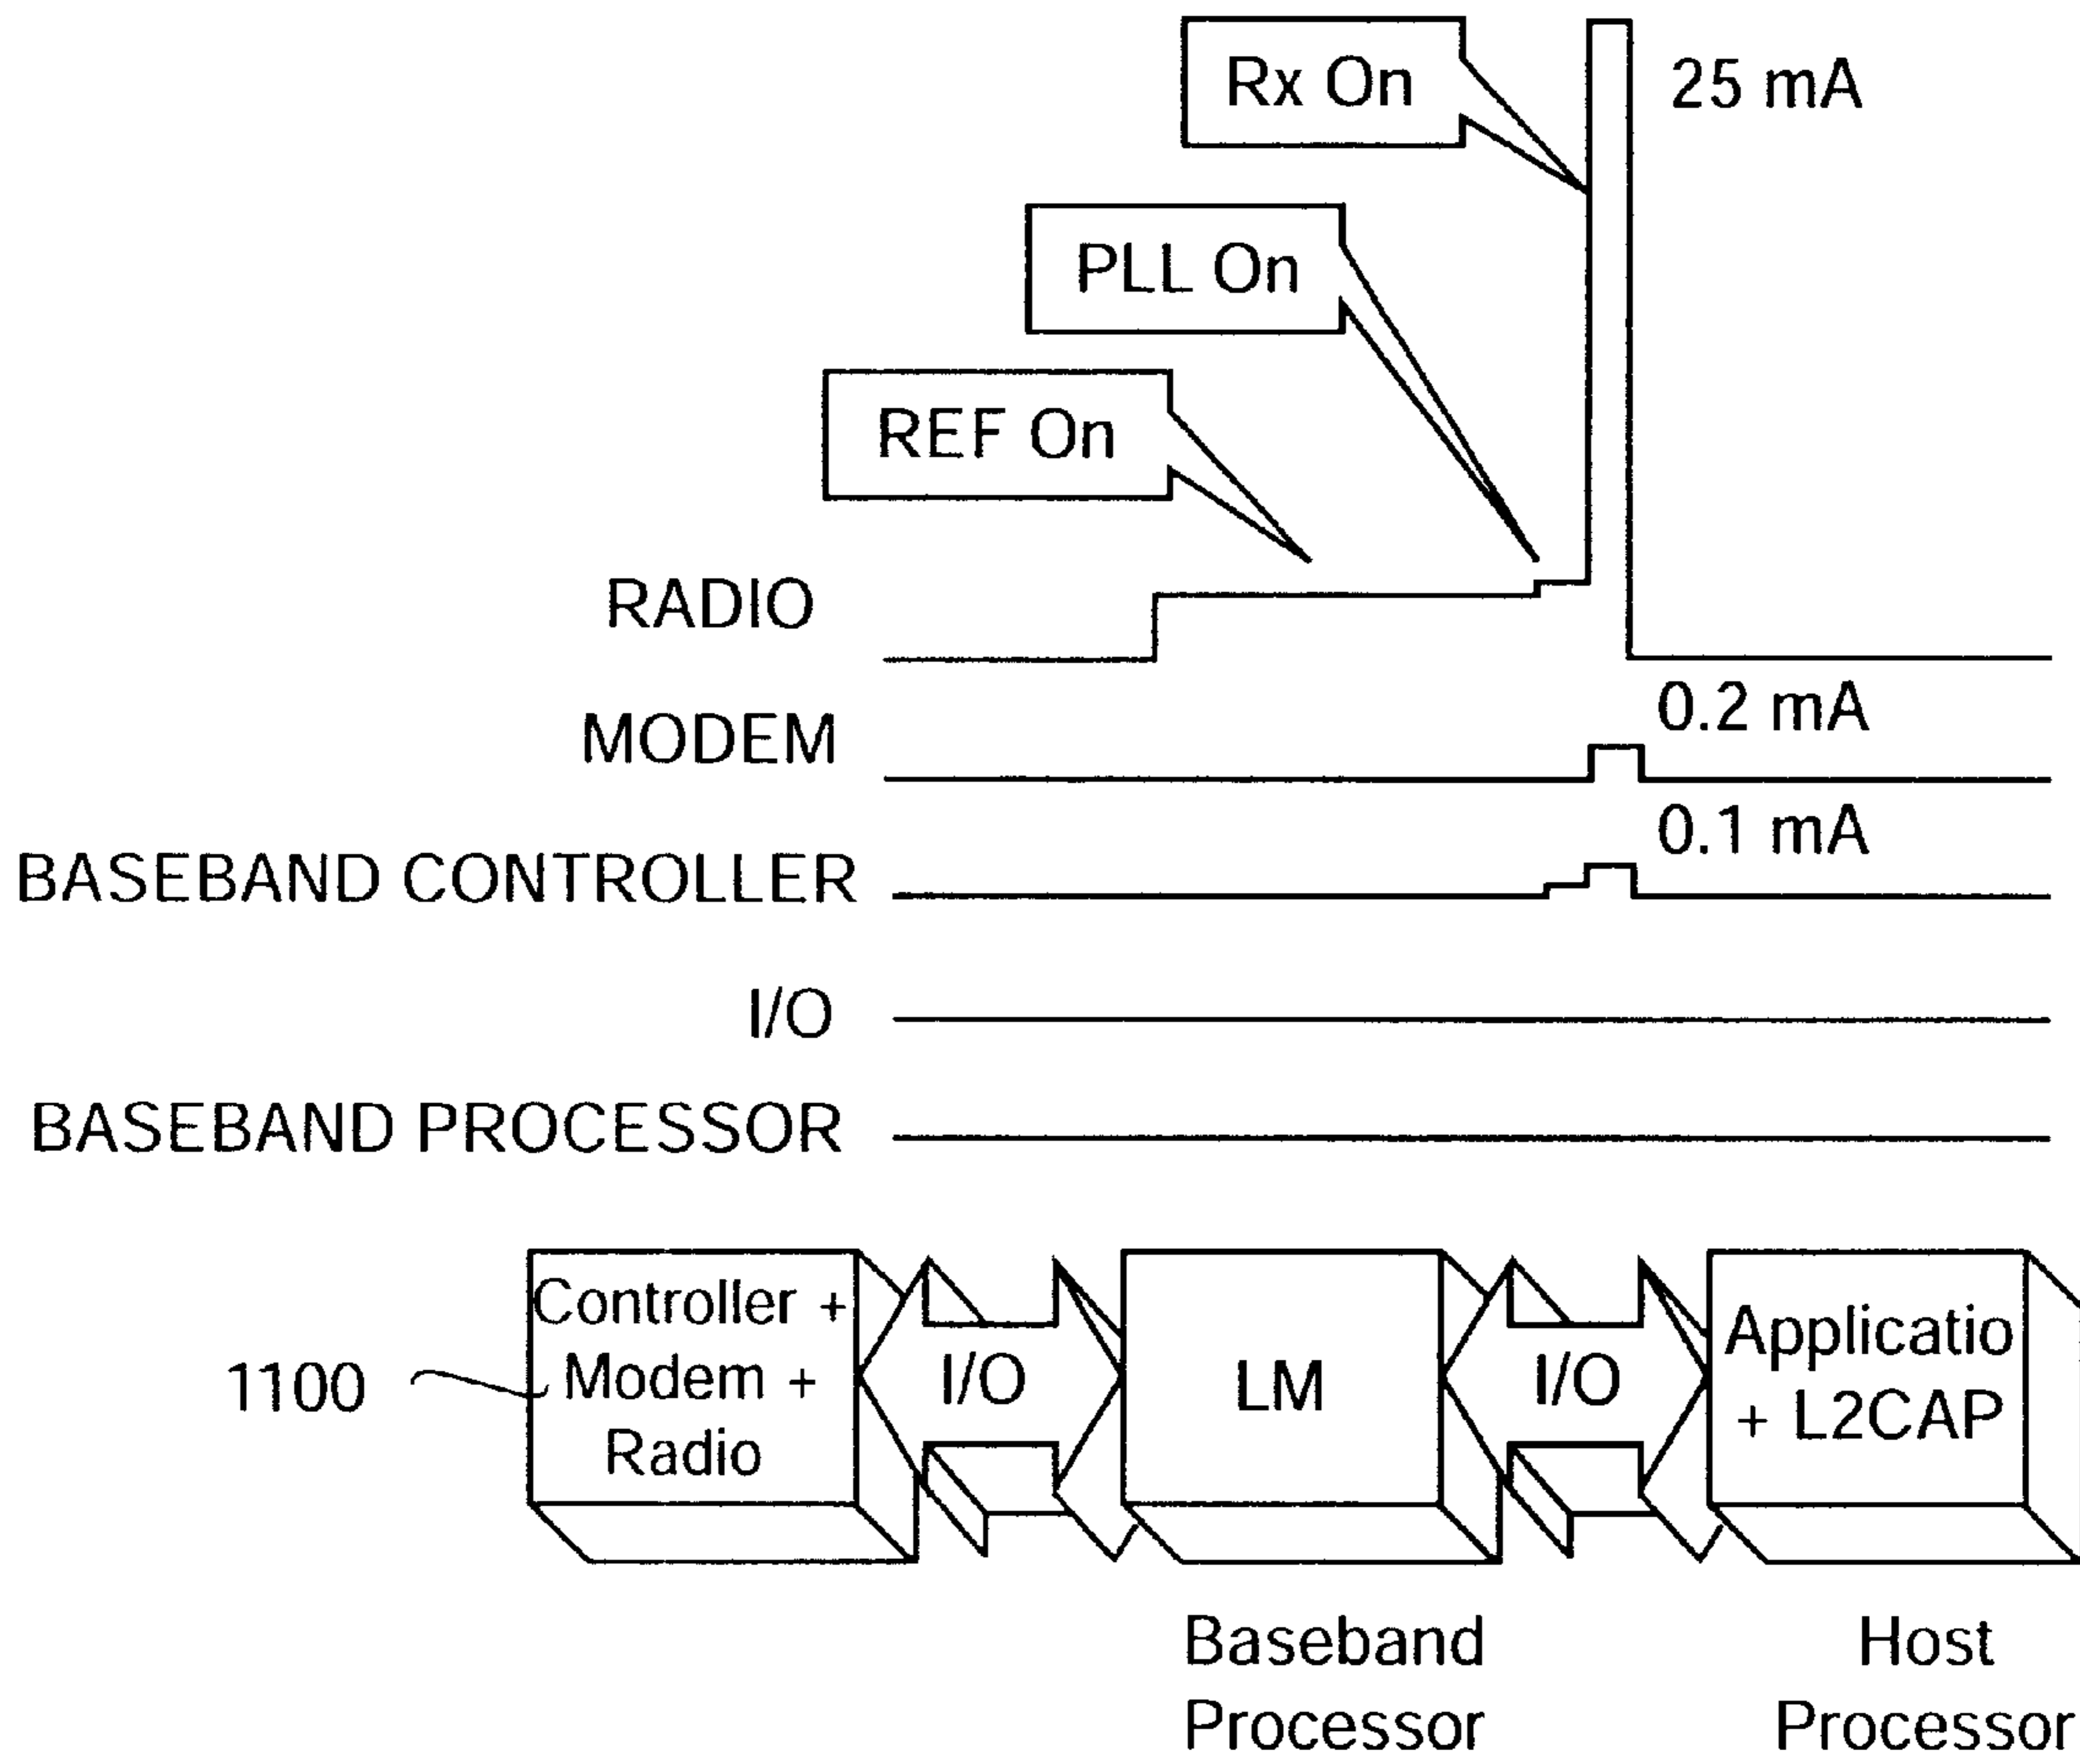 Rx On
25 mA
PLL On
REF On
RADIO
0.2 mA
MODEM
0.1 mA
BASEBAND CONTROLLER
I/O
BASEBAND PROCESSOR
1100
Controller +
Modem +
Radio
I/O
LM
I/O
Applicatio
+ L2CAP
Baseband
Processor
Host
Processor